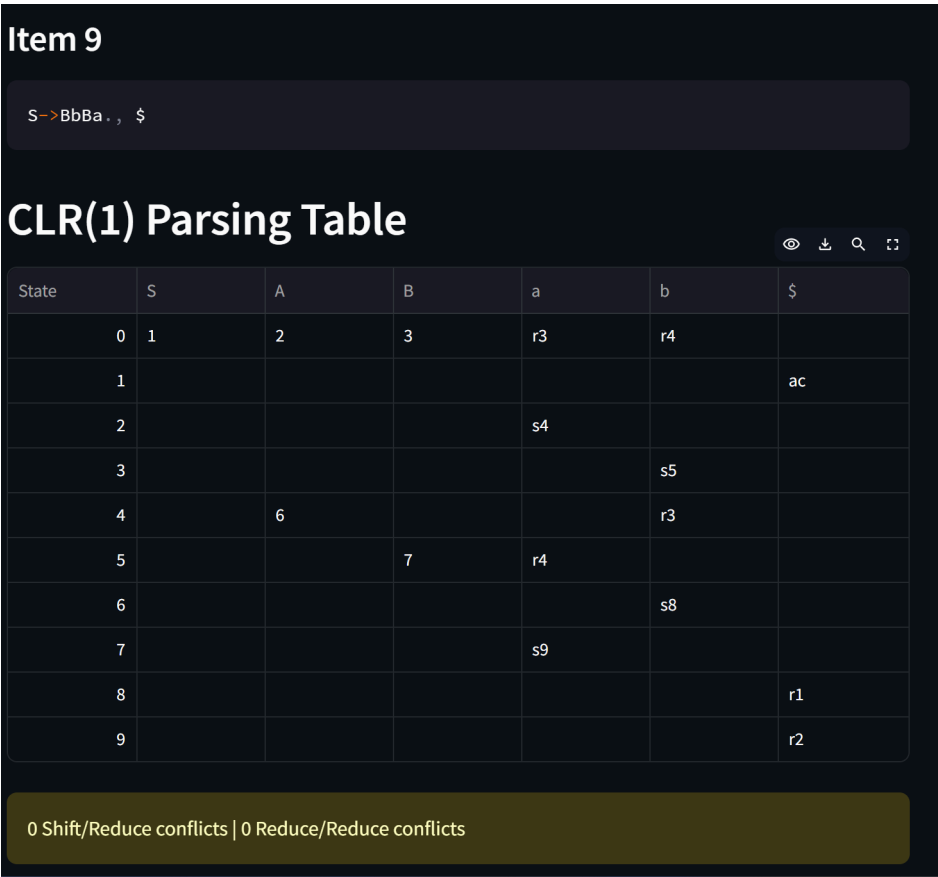 Item 9
S->BbBa., $
CLR(1) Parsing Table
State S A B a b $
0 1 2 3 r3 r4
1 ac
2 s4
3 s5
4 6 r3
5 7 r4
6 s8
7 s9
8 r1
9 r2
0 Shift/Reduce conflicts | 0 Reduce/Reduce conflicts